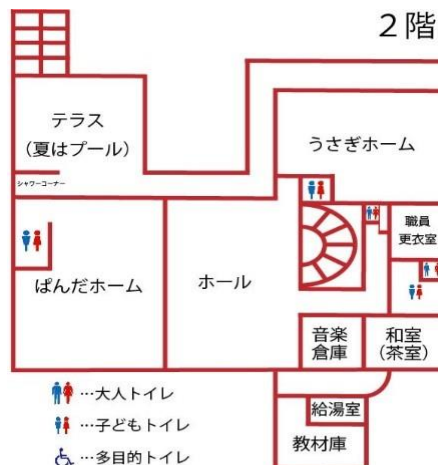 ２階
テラス
（夏はプール）
うさぎホーム
シャワーコーナー
職員
更衣室
ぱんだホーム
ホール
音楽
倉庫
和室
（茶室）
…大人トイレ
給湯室
…子どもトイレ
教材庫
…多目的トイレ